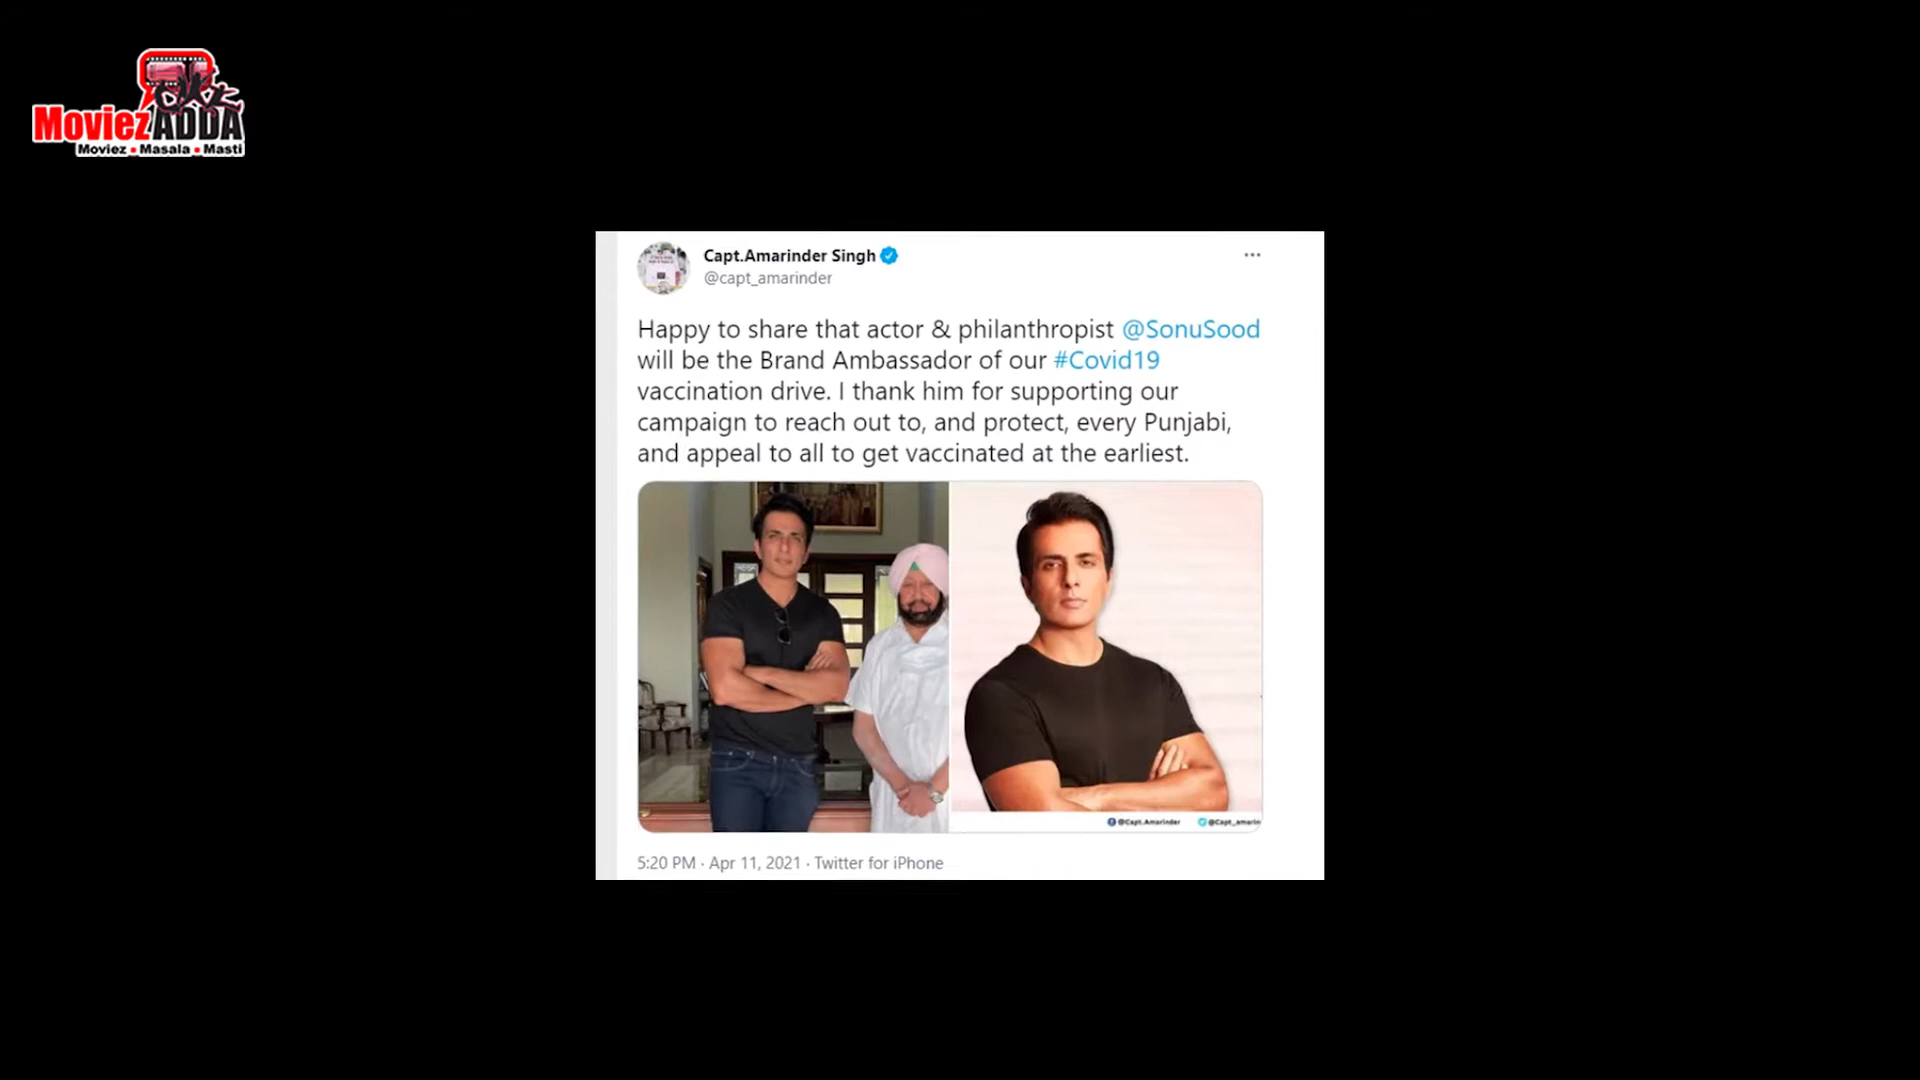 MoviezADDA
Moviez • Masala • Masti
Capt.Amarinder Singh
@capt_amarinder
Happy to share that actor & philanthropist @SonuSood
will be the Brand Ambassador of our #Covid19
vaccination drive. I thank him for supporting our
campaign to reach out to, and protect, every Punjabi,
and appeal to all to get vaccinated at the earliest.
@Capt.Amarinder @Capt_amarin
5:20 PM · Apr 11, 2021 · Twitter for iPhone